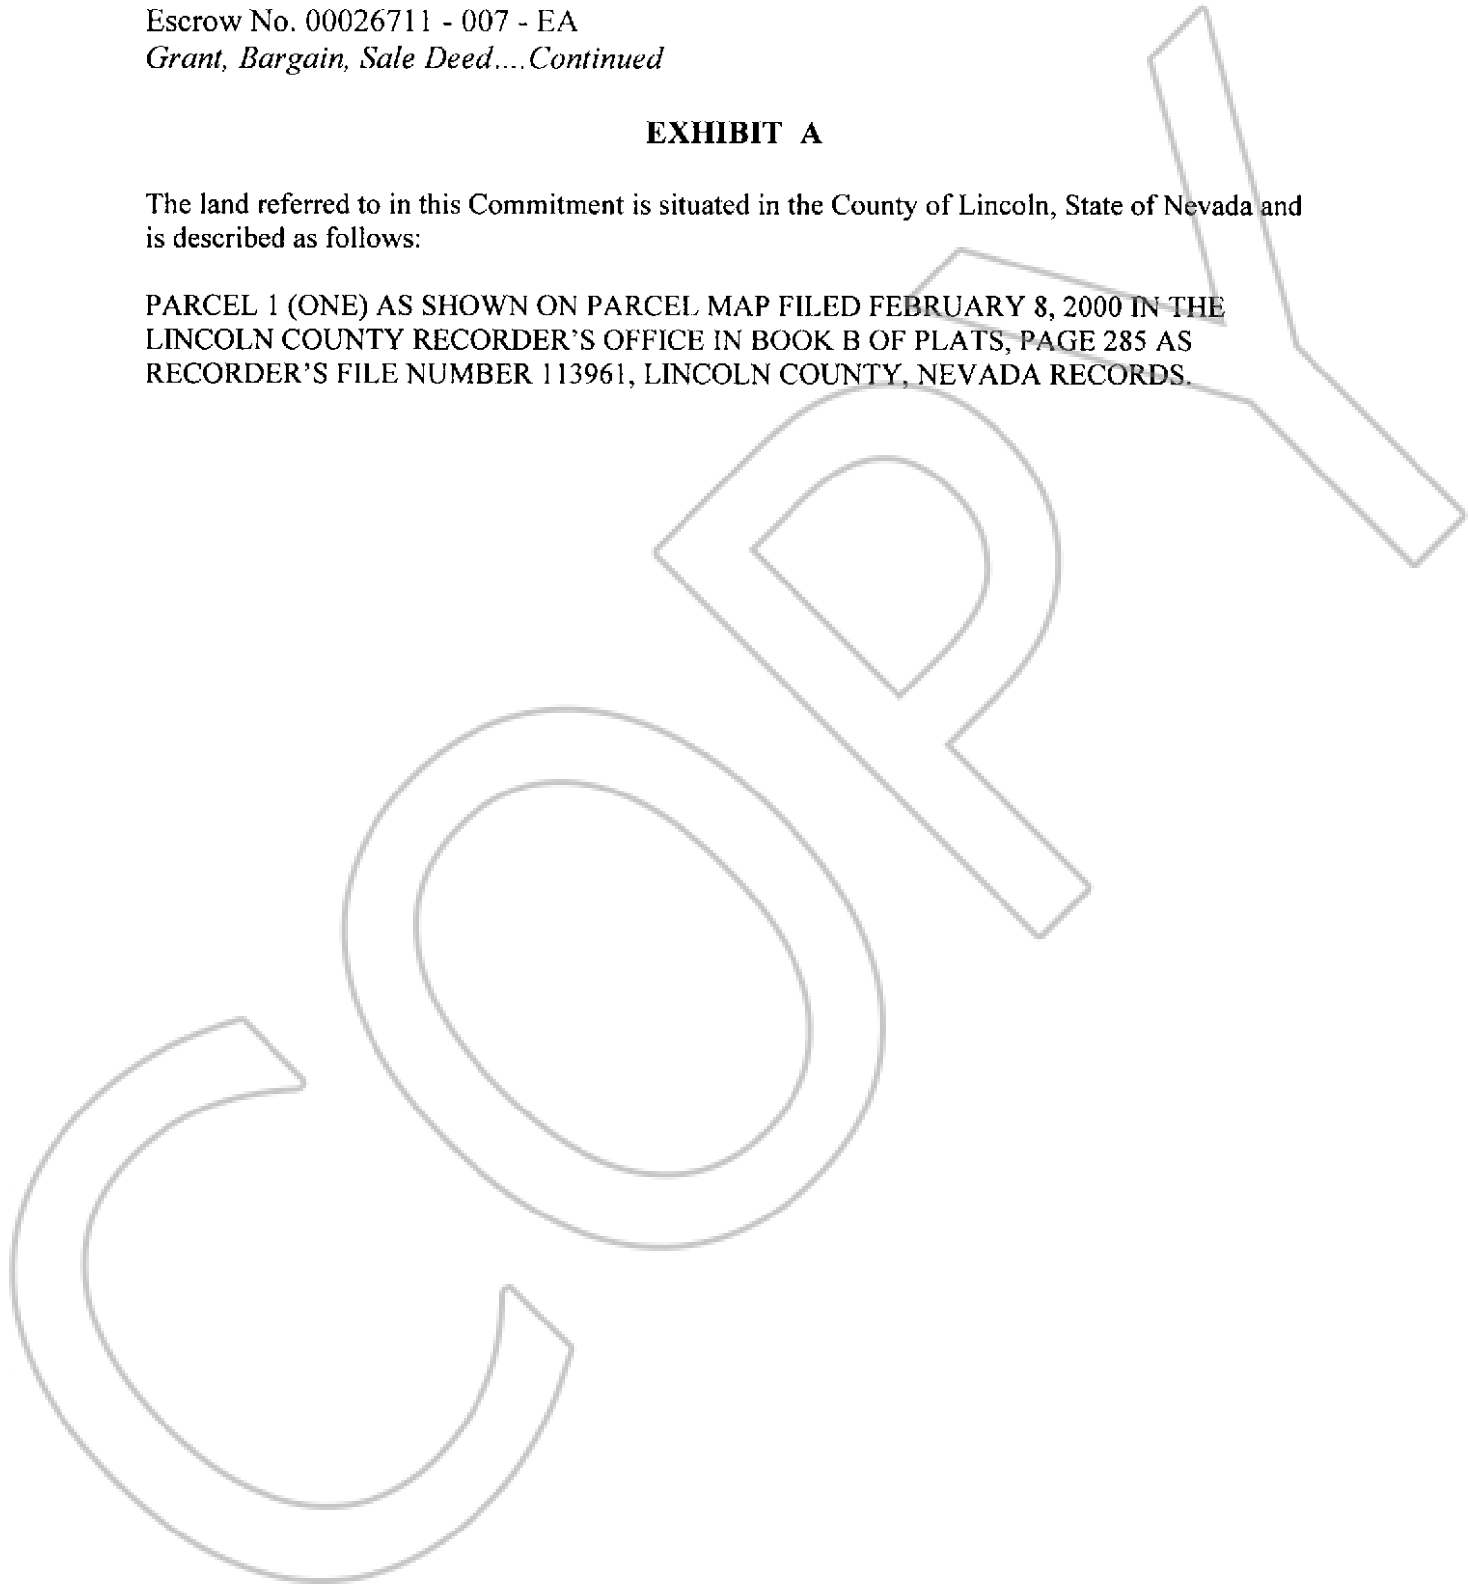 Escrow No. 00026711 - 007 - EA
Grant, Bargain, Sale Deed....Continued
EXHIBIT A
The land referred to in this Commitment is situated in the County of Lincoln, State of Nevada and
is described as follows:
PARCEL 1 (ONE) AS SHOWN ON PARCEL MAP FILED FEBRUARY 8, 2000 IN THE
LINCOLN COUNTY RECORDER'S OFFICE IN BOOK B OF PLATS, PAGE 285 AS
RECORDER'S FILE NUMBER 113961, LINCOLN COUNTY, NEVADA RECORDS.
COPY